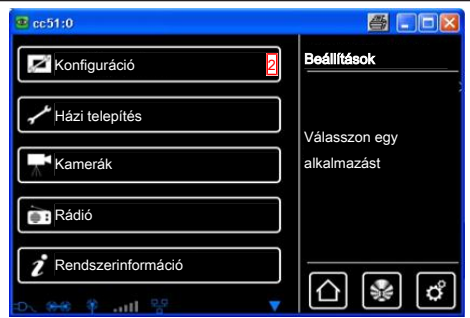 cc51:0
Konfiguráció 2
Házi telepítés
Kamerák
Rádió
Rendszerinformáció
Beállítások
Válasszon egy
alkalmazást